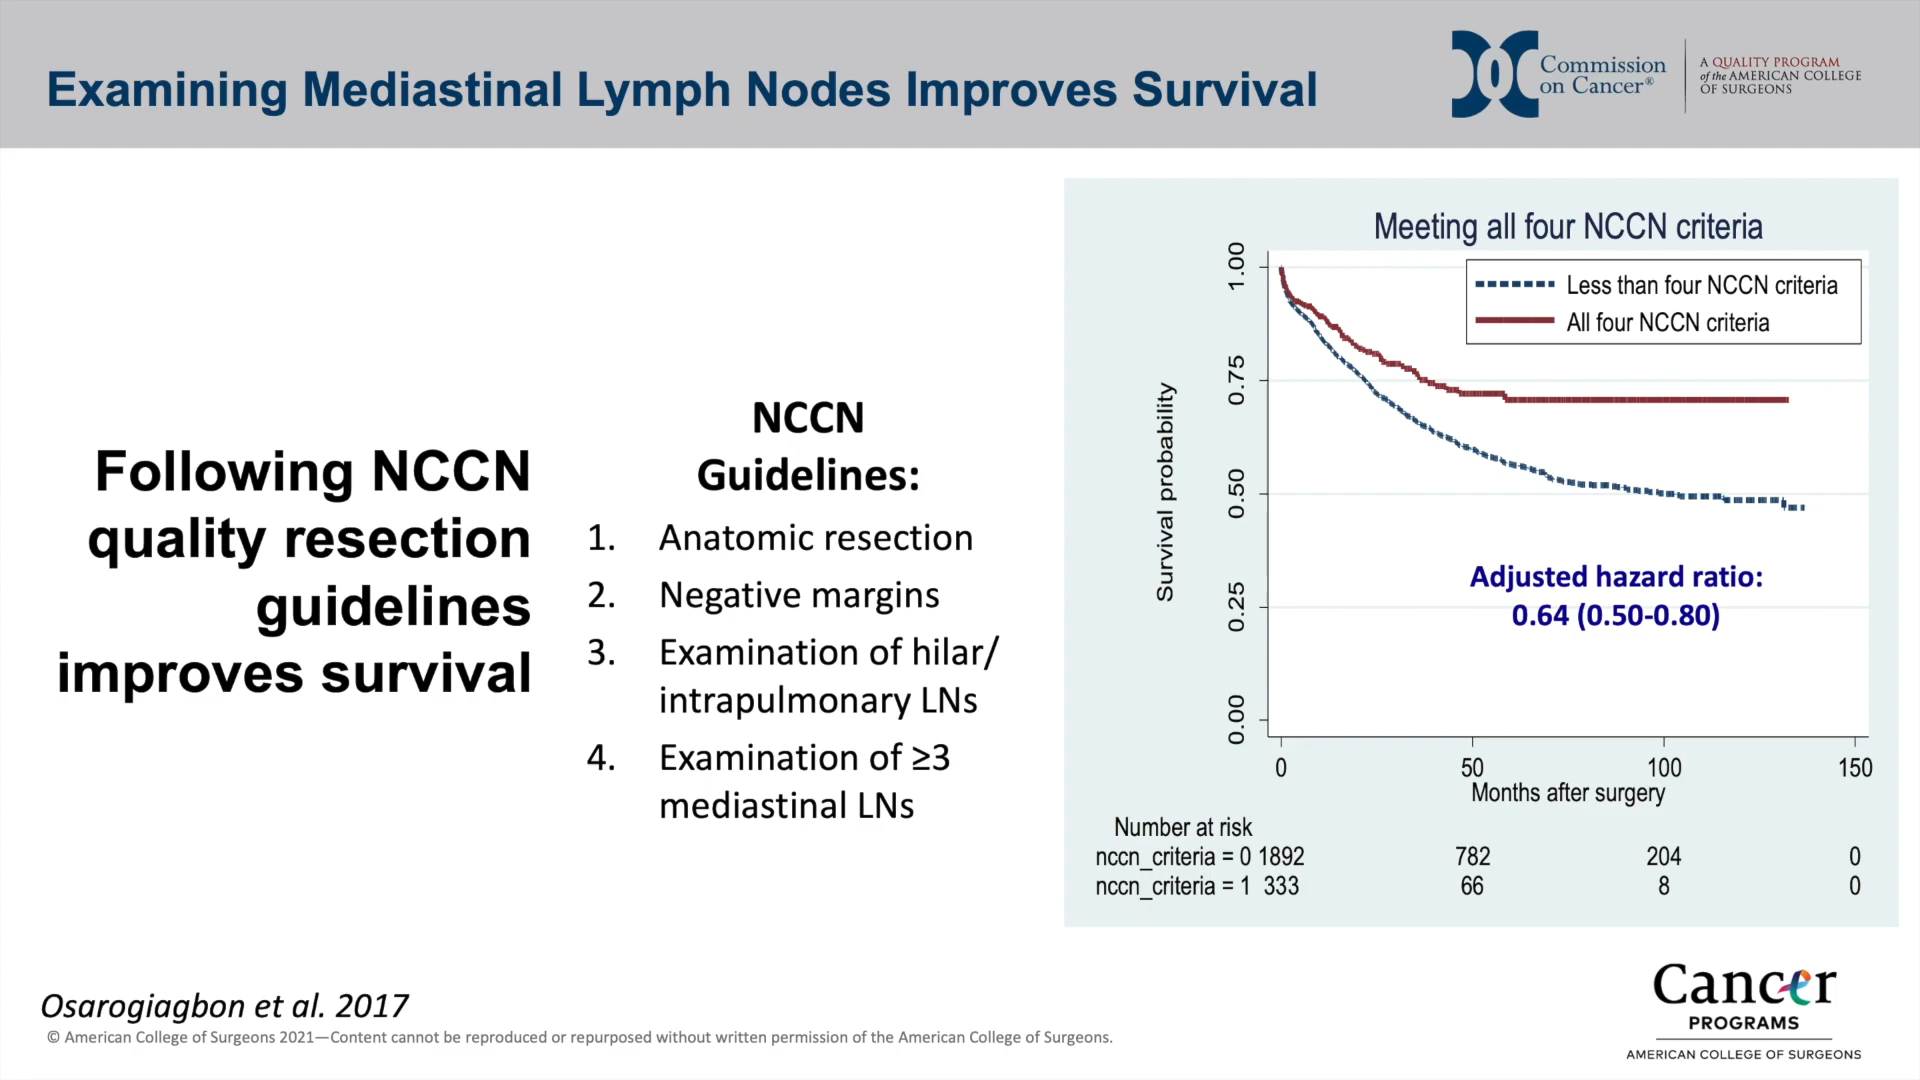 Examining Mediastinal Lymph Nodes Improves Survival
Commission
on Cancer®
A QUALITY PROGRAM
of the AMERICAN COLLEGE
OF SURGEONS
Following NCCN
quality resection
guidelines
improves survival
NCCN
Guidelines:
1. Anatomic resection
2. Negative margins
3. Examination of hilar/
intrapulmonary LNs
4. Examination of ≥3
mediastinal LNs
Meeting all four NCCN criteria
Less than four NCCN criteria
All four NCCN criteria
Survival probability
1.00
0.75
0.50
0.25
0.00
Adjusted hazard ratio:
0.64 (0.50-0.80)
0 50 100 150
Months after surgery
Number at risk
nccn_criteria = 0 1892 782 204 0
nccn_criteria = 1 333 66 8 0
Osarogiagbon et al. 2017
© American College of Surgeons 2021—Content cannot be reproduced or repurposed without written permission of the American College of Surgeons.
Cancer
PROGRAMS
AMERICAN COLLEGE OF SURGEONS